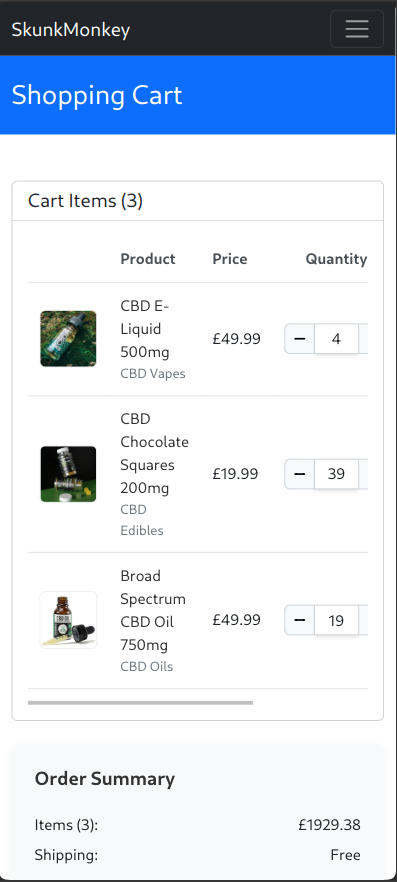 SkunkMonkey
Shopping Cart
Cart Items (3)
Product Price Quantity
CBD E-
Liquid
500mg
CBD Vapes
£49.99
− 4
CBD
Chocolate
Squares
200mg
CBD
Edibles
£19.99
− 39
Broad
Spectrum
CBD Oil
750mg
CBD Oils
£49.99
− 19
Order Summary
Items (3): £1929.38
Shipping: Free